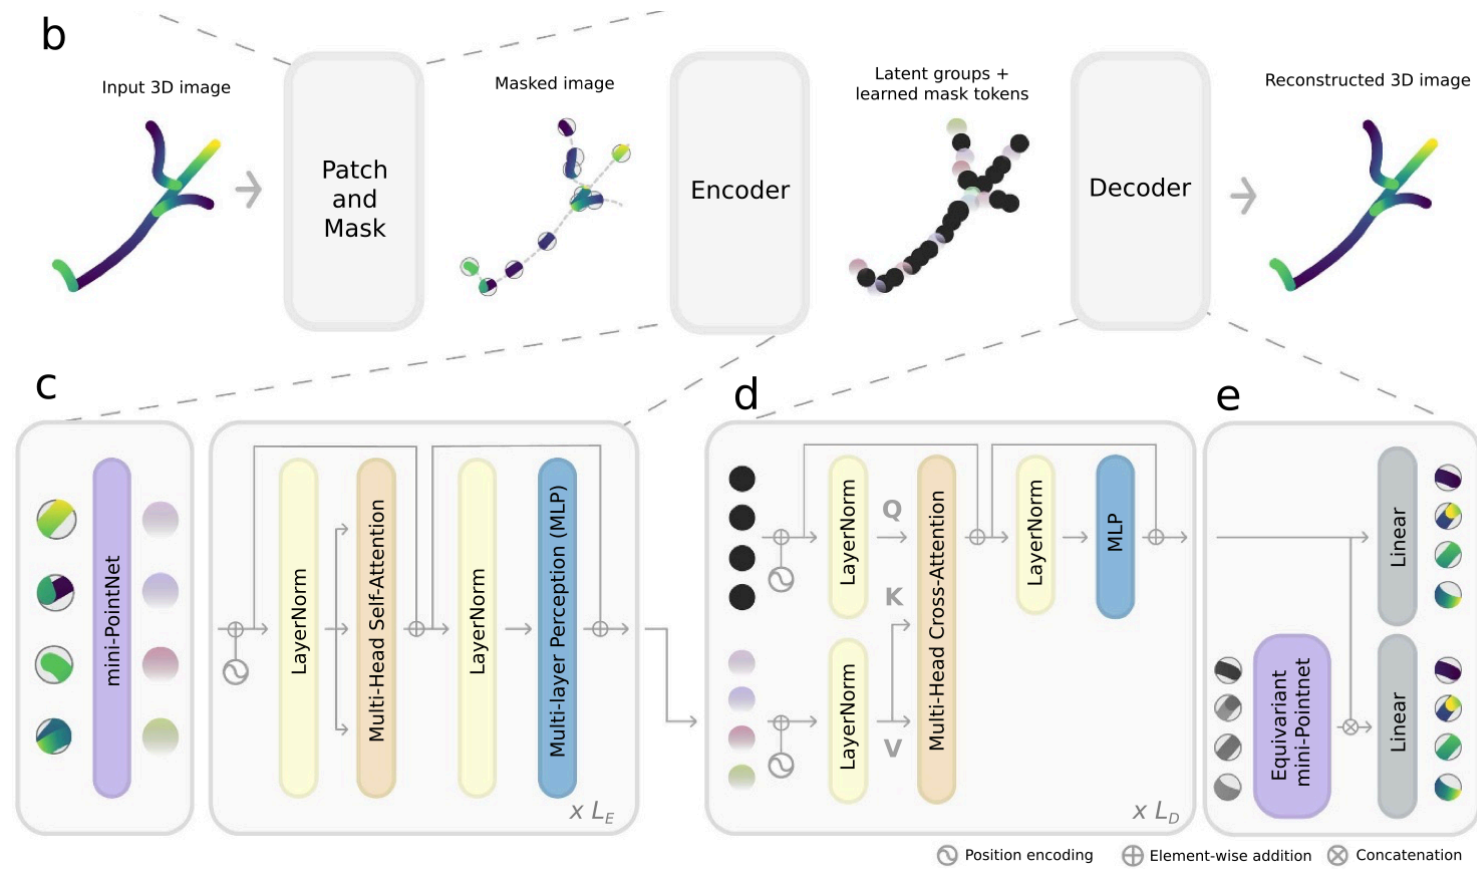 b
Input 3D image
Patch
and
Mask
Masked image
Encoder
Latent groups +
learned mask tokens
Decoder
Reconstructed 3D image
c
mini-PointNet
LayerNorm
Multi-Head Self-Attention
LayerNorm
Multi-layer Perception (MLP)
x L_E
d
LayerNorm
Q
K
V
LayerNorm
Multi-Head Cross-Attention
LayerNorm
MLP
x L_D
e
Linear
Equivariant
mini-Pointnet
Linear
Position encoding
Element-wise addition
Concatenation